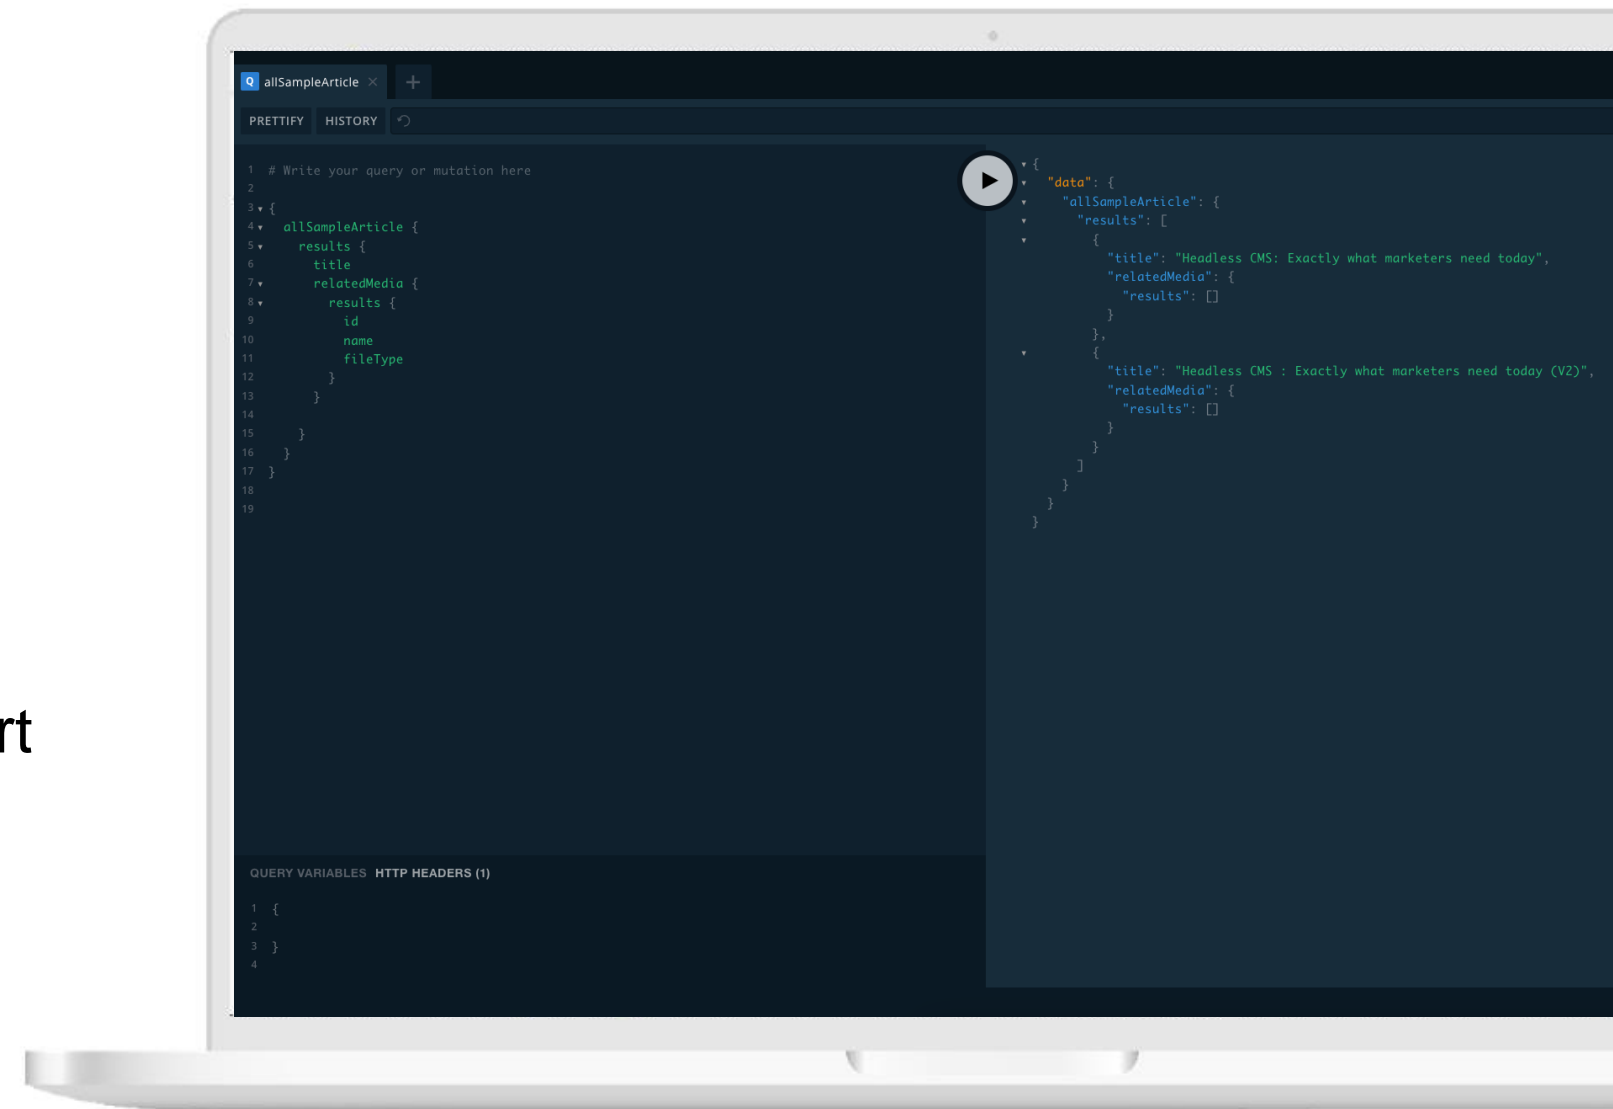 Q allSampleArticle × +
PRETTIFY HISTORY
1 # Write your query or mutation here
2
3 {
4 allSampleArticle {
5 results {
6 title
7 relatedMedia {
8 results {
9 id
10 name
11 fileType
12 }
13 }
14
15 }
16 }
17 }
18
19
{
"data": {
"allSampleArticle": {
"results": [
{
"title": "Headless CMS: Exactly what marketers need today",
"relatedMedia": {
"results": []
}
},
{
"title": "Headless CMS : Exactly what marketers need today (V2)",
"relatedMedia": {
"results": []
}
}
]
}
}
}
rt
QUERY VARIABLES HTTP HEADERS (1)
1 {
2
3 }
4